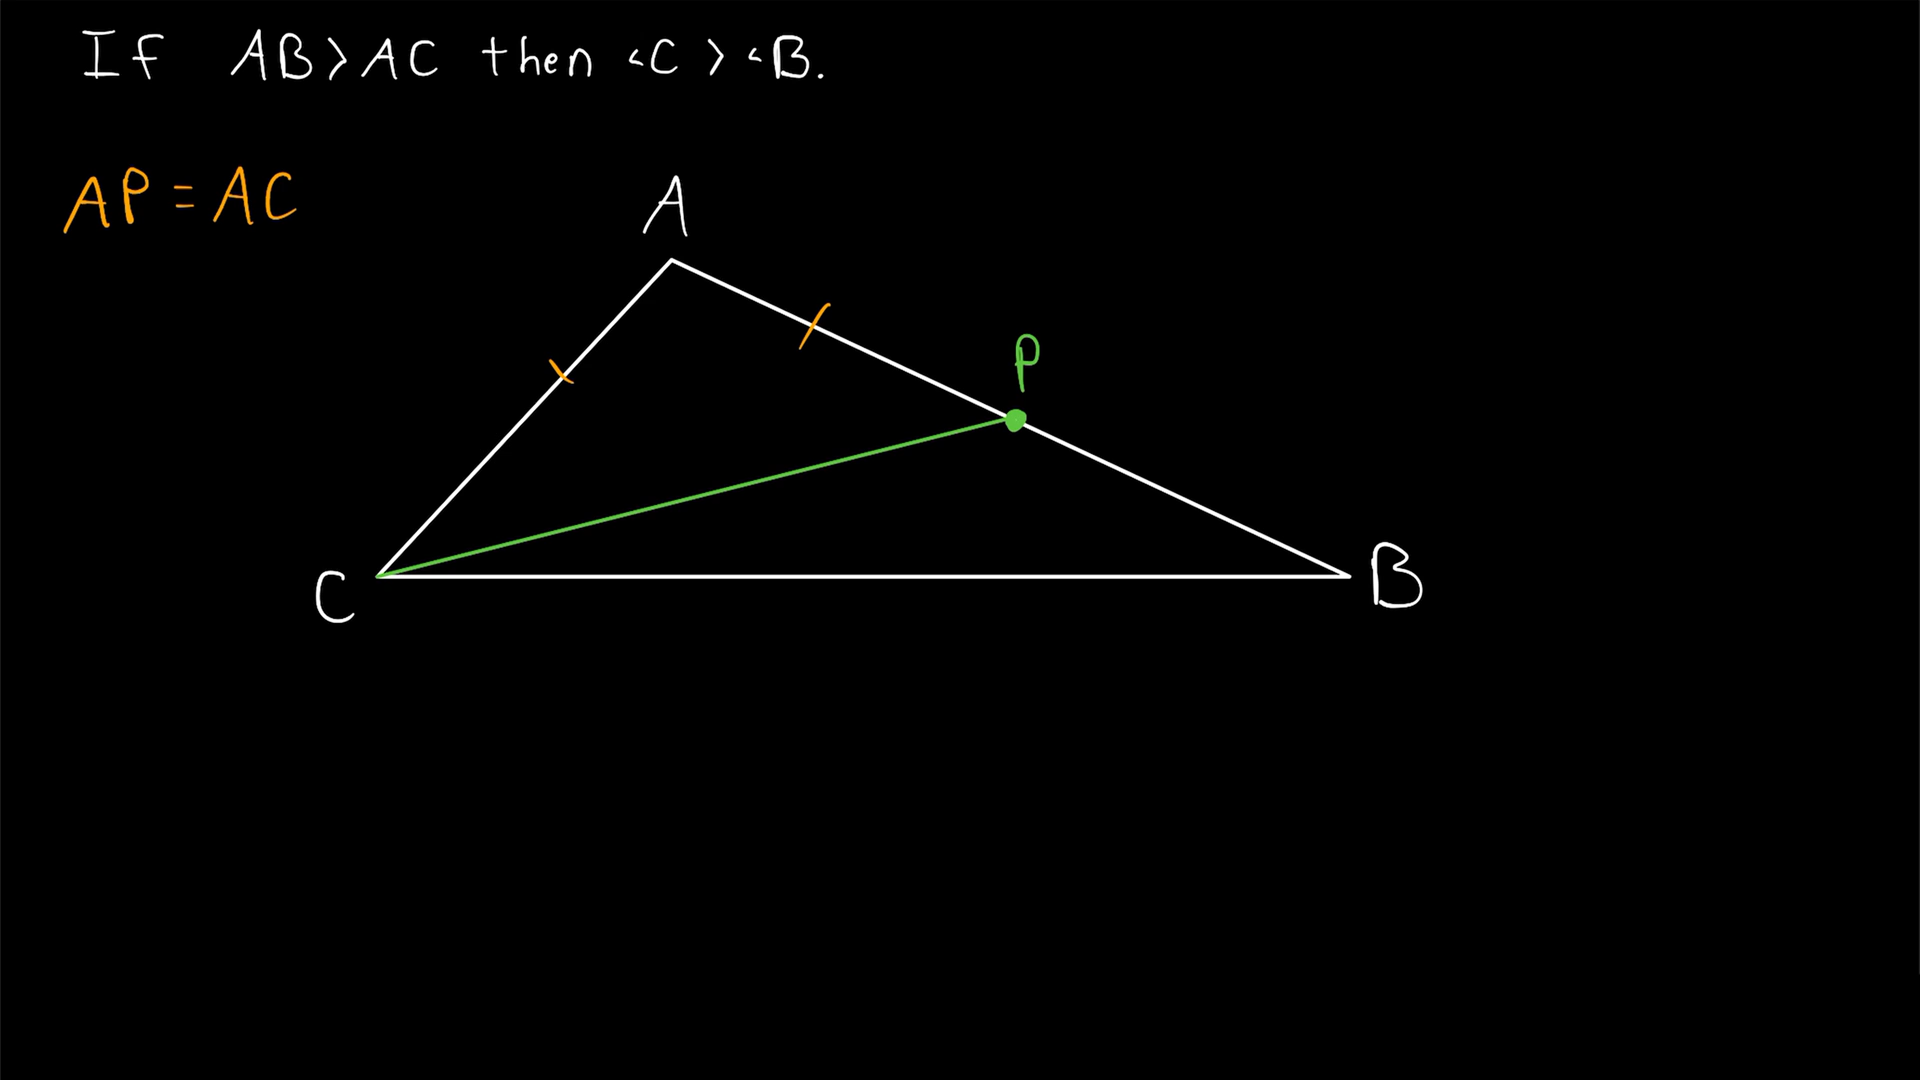 If AB > AC then ∢C > ∢B.
AP = AC
A
P
C
B